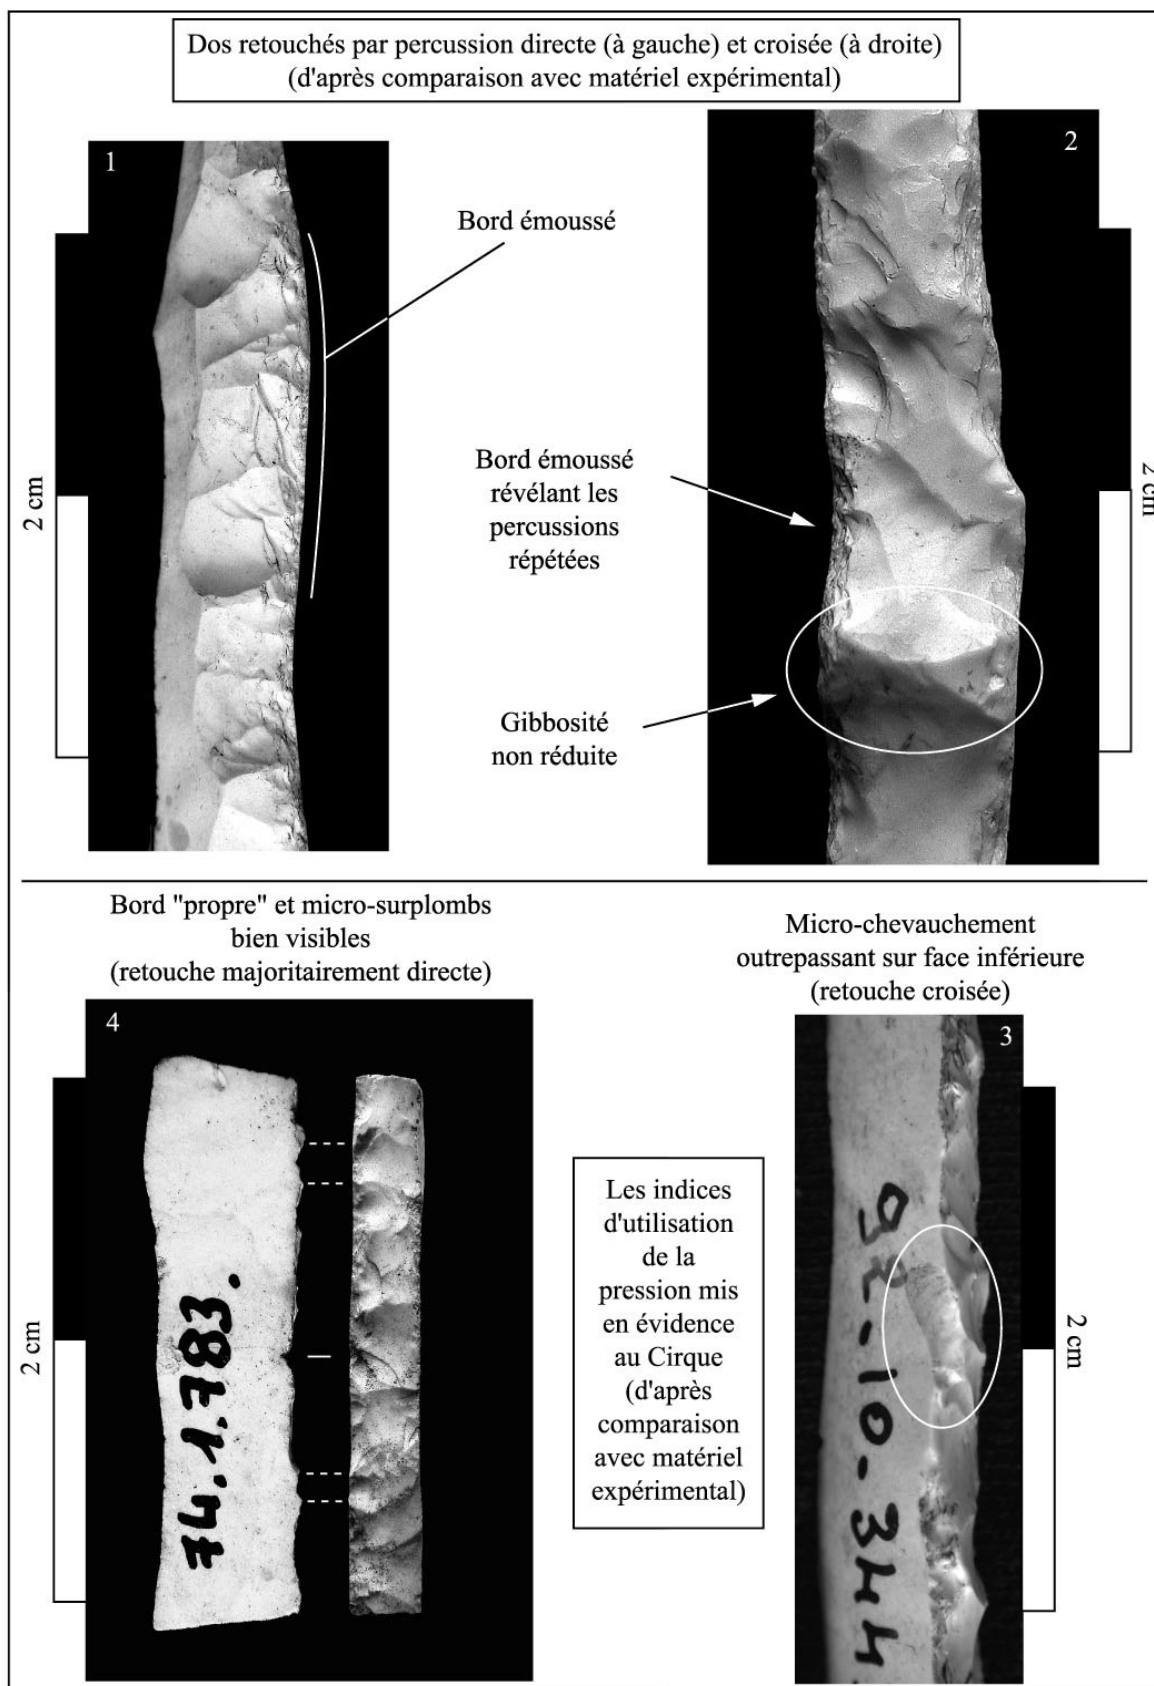 Dos retouchés par percussion directe (à gauche) et croisée (à droite)
(d'après comparaison avec matériel expérimental)
1
2
Bord émoussé
Bord émoussé
révélant les
percussions
répétées
Gibbosité
non réduite
2 cm
2 cm
Bord "propre" et micro-surplombs
bien visibles
(retouche majoritairement directe)
Micro-chevauchement
outrepassant sur face inférieure
(retouche croisée)
4
3
74.1.783.
97-10-344
Les indices
d'utilisation
de la
pression mis
en évidence
au Cirque
(d'après
comparaison
avec matériel
expérimental)
2 cm
2 cm